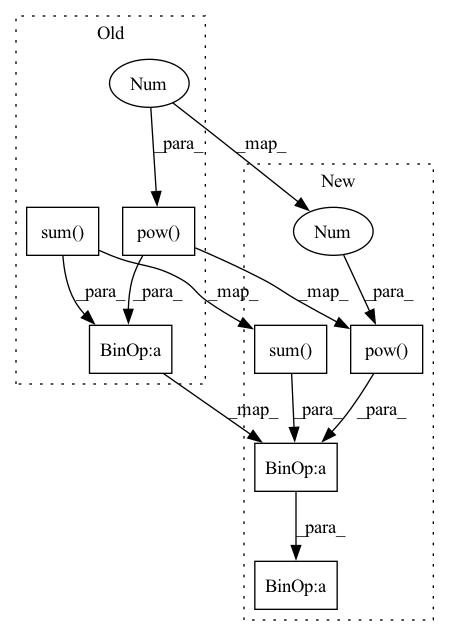 Old
Num
_para_
_map_
New
sum()
pow()
Num
_para_
_para_
_map_
_map_
_para_
BinOp:a
sum()
pow()
_map_
_para_
_para_
BinOp:a
_para_
BinOp:a